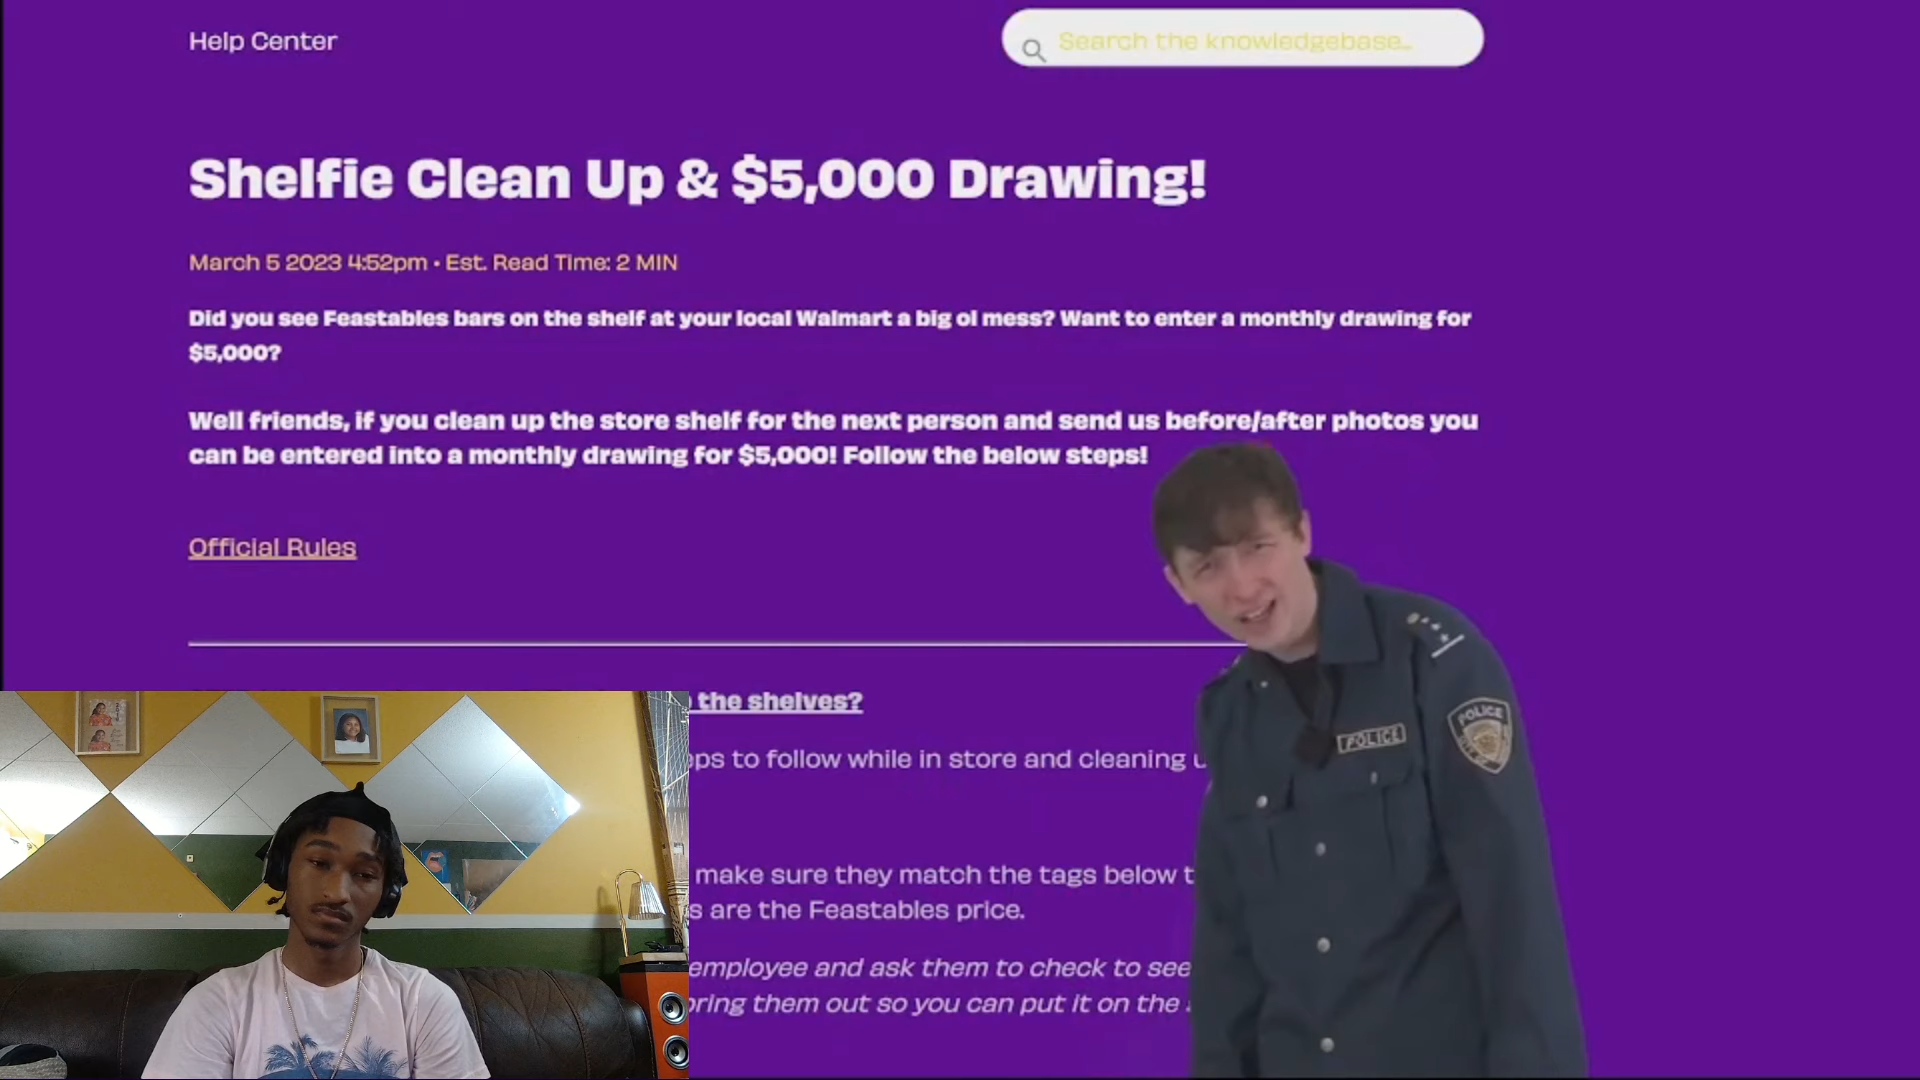 Help Center
Search the knowledgebase...
Shelfie Clean Up & $5,000 Drawing!
March 5 2023 4:52pm • Est. Read Time: 2 MIN
Did you see Feastables bars on the shelf at your local Walmart a big ol mess? Want to enter a monthly drawing for
$5,000?
Well friends, if you clean up the store shelf for the next person and send us before/after photos you
can be entered into a monthly drawing for $5,000! Follow the below steps!
Official Rules
the shelves?
to follow while in store and cleaning
make sure they match the tags below
are the Feastables price.
employee and ask them to check to see
bring them out so you can put it on the
POLICE
POLICE